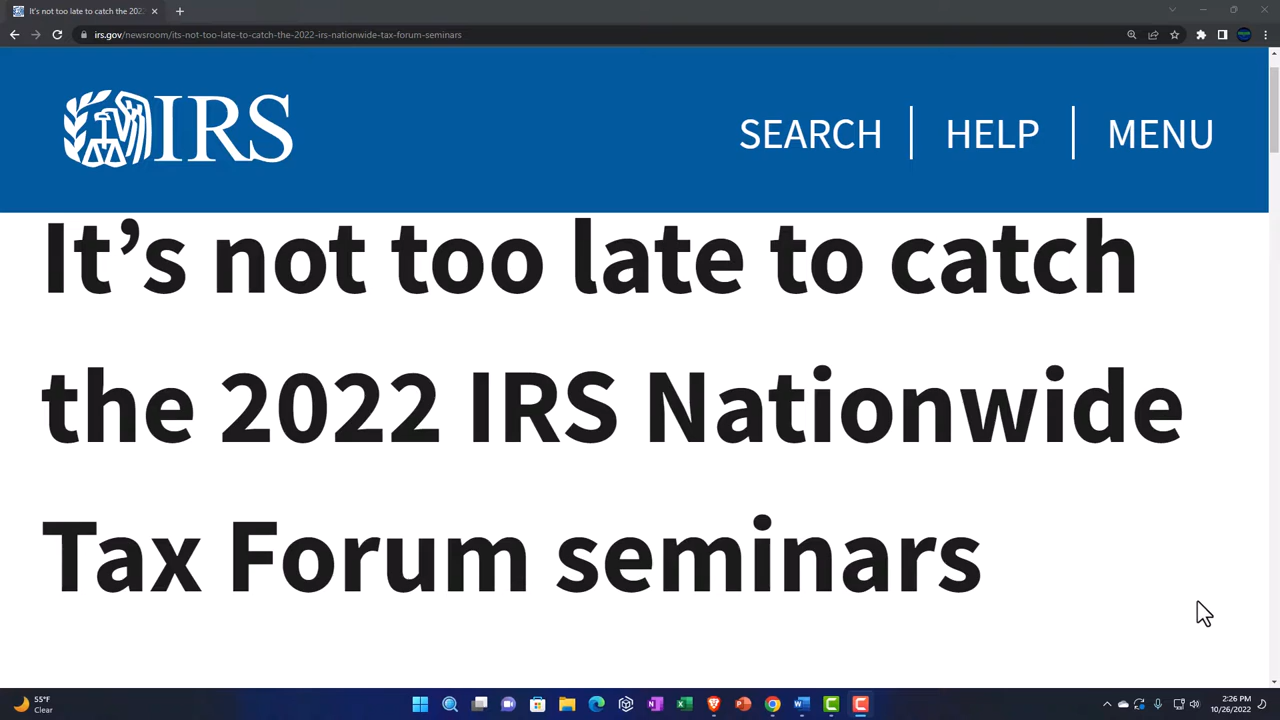 It's not too late to catch the 202
irs.gov/newsroom/its-not-too-late-to-catch-the-2022-irs-nationwide-tax-forum-seminars
IRS
SEARCH
HELP
MENU
It’s not too late to catch
the 2022 IRS Nationwide
Tax Forum seminars
55°F
Clear
2:26 PM
10/26/2022